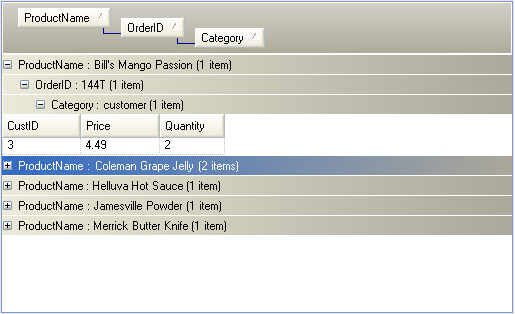 ProductName
OrderID
Category
ProductName : Bill's Mango Passion (1 item)
OrderID : 144T (1 item)
Category : customer (1 item)
CustID Price Quantity
3 4.49 2
ProductName : Coleman Grape Jelly (2 items)
ProductName : Helluva Hot Sauce (1 item)
ProductName : Jamesville Powder (1 item)
ProductName : Merrick Butter Knife (1 item)